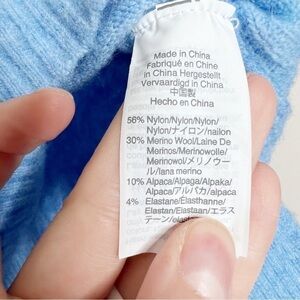 Made in China
Fabriqué en Chine
in China Hergestellt
Vervaardigd in China
中国製
Hecho en China
56% Nylon/Nylon/Nylon/
Nylon/ナイロン/nailon
30% Merino Wool/Laine De
Merinos/Merinowolle/
Merinowol/メリノウー
ル/lana merino
10% Alpaca/Alpaga/Alpaka/
Alpaca/アルパカ/alpaca
4% Elastane/Élasthanne/
Elastan/Elastaan/エラス
テーン/